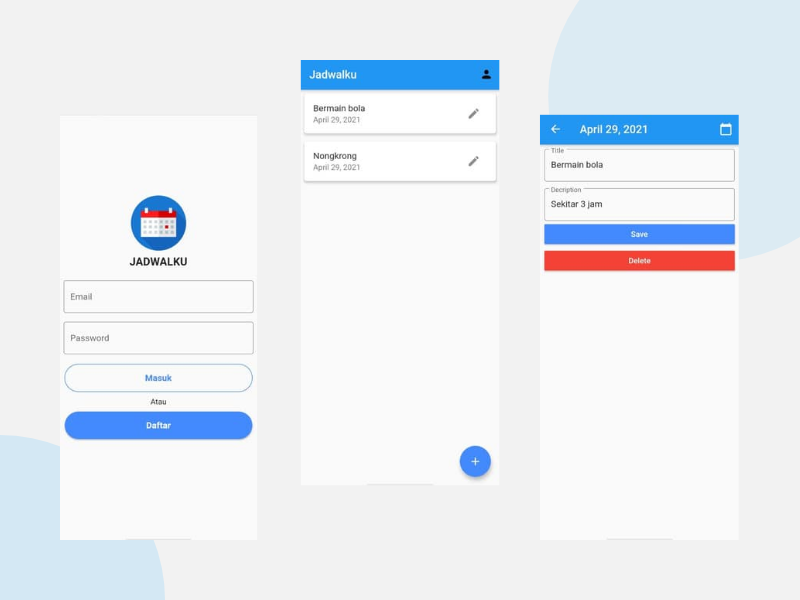 JADWALKU
Email
Password
Masuk
Atau
Daftar
Jadwalku
Bermain bola
April 29, 2021
Nongkrong
April 29, 2021
April 29, 2021
Title
Bermain bola
Decription
Sekitar 3 jam
Save
Delete